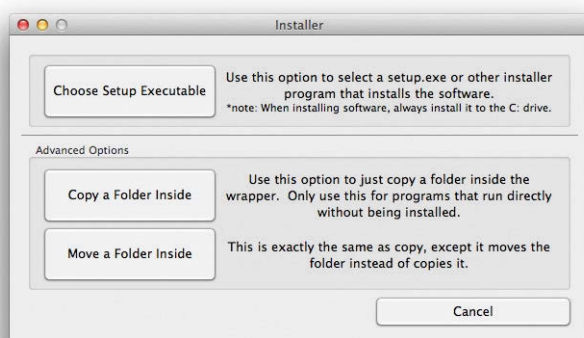 Installer
Choose Setup Executable
Use this option to select a setup.exe or other installer
program that installs the software.
*note: When installing software, always install it to the C: drive.
Advanced Options
Copy a Folder Inside
Use this option to just copy a folder inside the
wrapper. Only use this for programs that run directly
without being installed.
Move a Folder Inside
This is exactly the same as copy, except it moves the
folder instead of copies it.
Cancel